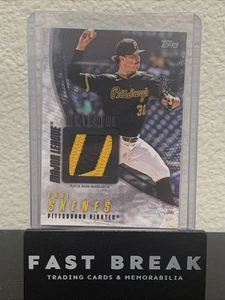 Topps
Pittsburgh
30
MAJOR LEAGUE
PAUL
SKENES
PITTSBURGH PIRATES
FAST BREAK
TRADING CARDS & MEMORABILIA